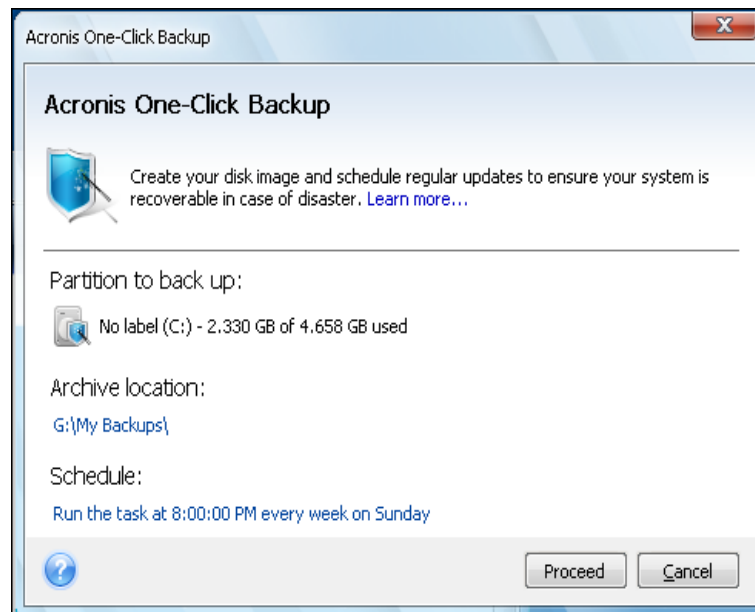 Acronis One-Click Backup
X
Acronis One-Click Backup
Create your disk image and schedule regular updates to ensure your system is
recoverable in case of disaster. Learn more...
Partition to back up:
No label (C:) - 2.330 GB of 4.658 GB used
Archive location:
G:\My Backups\
Schedule:
Run the task at 8:00:00 PM every week on Sunday
?
Proceed
Cancel